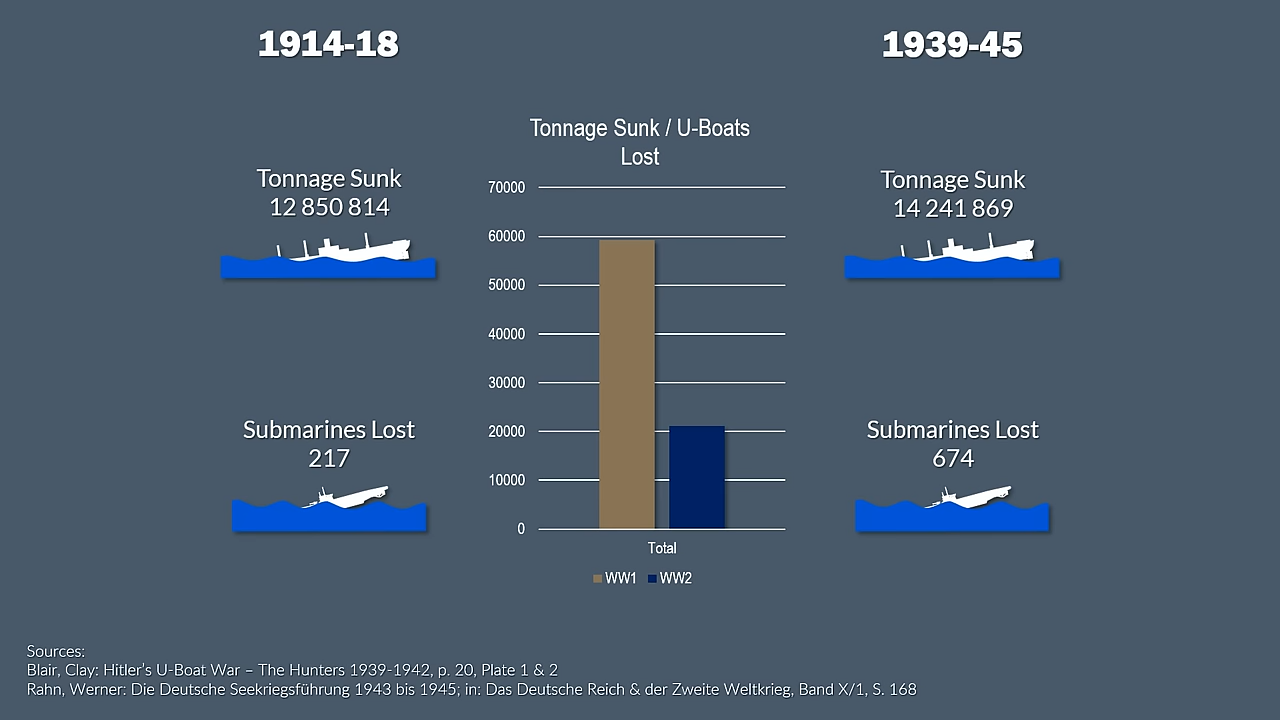 1914-18
1939-45
Tonnage Sunk
12 850 814
Submarines Lost
217
Tonnage Sunk / U-Boats
Lost
70000
60000
50000
40000
30000
20000
10000
0
Total
WW1 WW2
Tonnage Sunk
14 241 869
Submarines Lost
674
Sources:
Blair, Clay: Hitler's U-Boat War – The Hunters 1939-1942, p. 20, Plate 1 & 2
Rahn, Werner: Die Deutsche Seekriegsführung 1943 bis 1945; in: Das Deutsche Reich & der Zweite Weltkrieg, Band X/1, S. 168